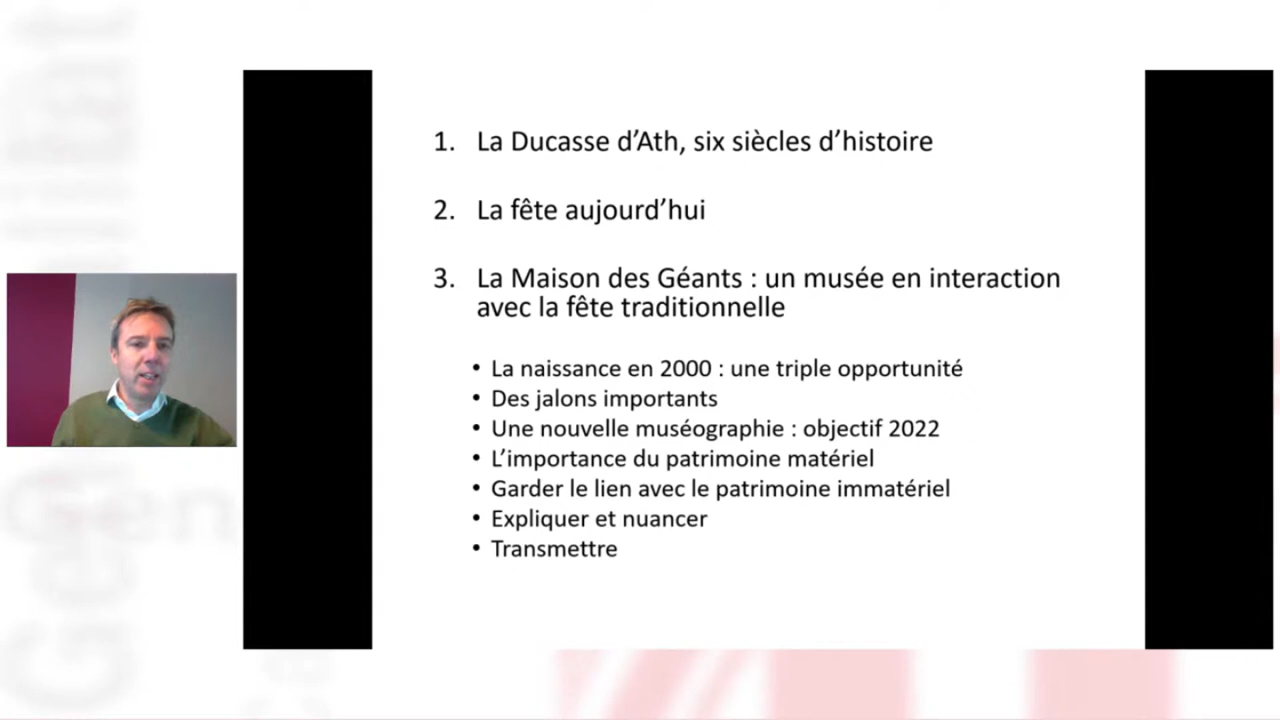 1. La Ducasse d’Ath, six siècles d’histoire
2. La fête aujourd’hui
3. La Maison des Géants : un musée en interaction
avec la fête traditionnelle
• La naissance en 2000 : une triple opportunité
• Des jalons importants
• Une nouvelle muséographie : objectif 2022
• L’importance du patrimoine matériel
• Garder le lien avec le patrimoine immatériel
• Expliquer et nuancer
• Transmettre